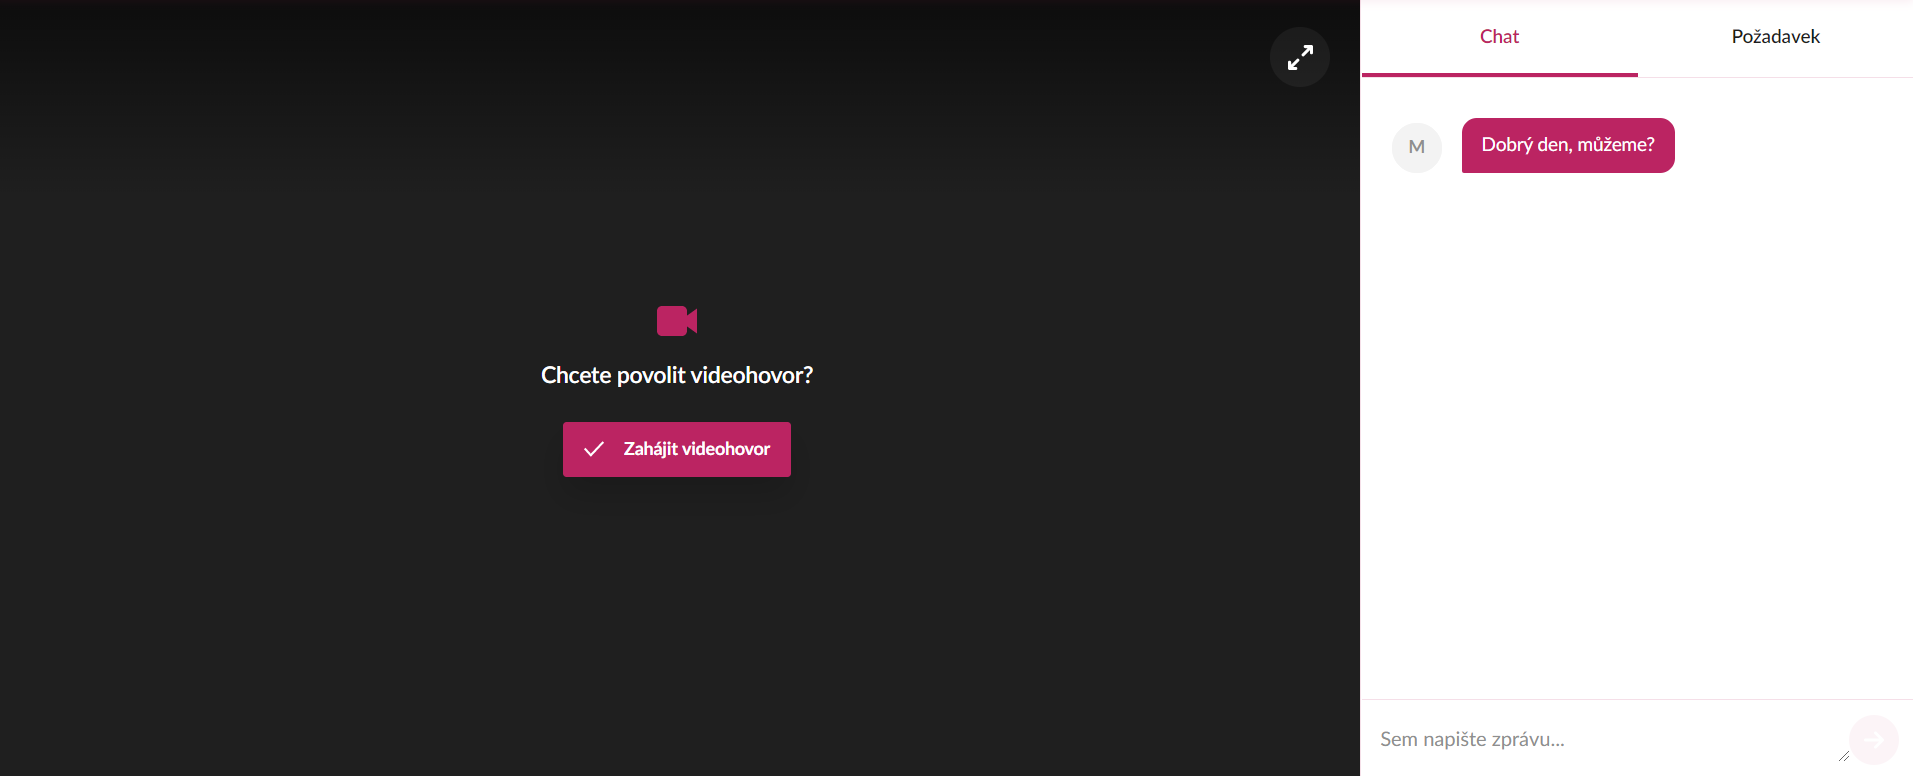 Chcete povolit videohovor?
Zahájit videohovor
Chat
Požadavek
M
Dobrý den, můžeme?
Sem napište zprávu...